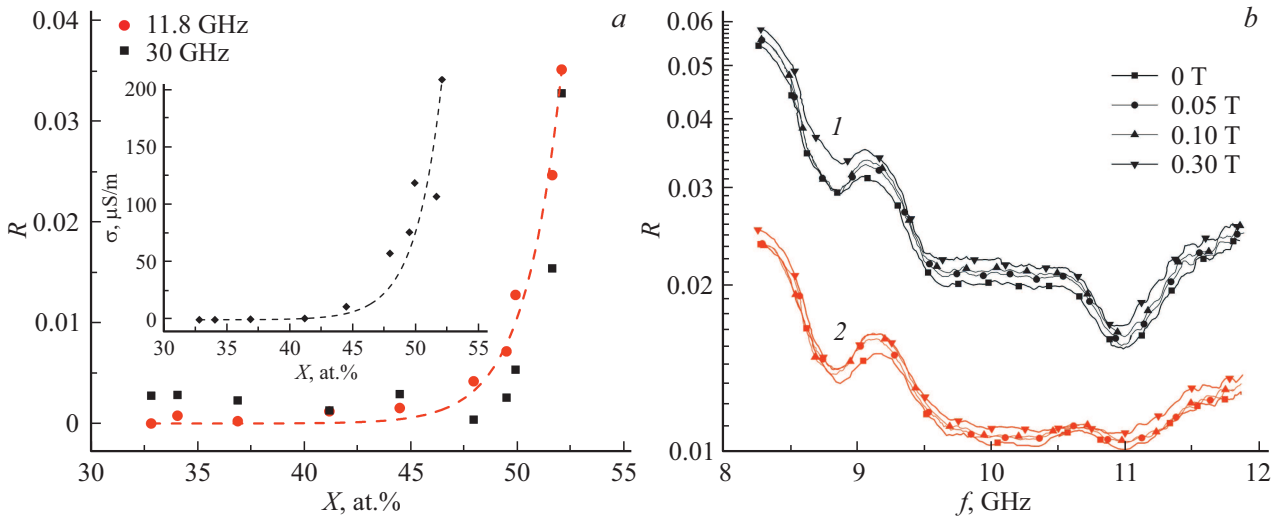 a
11.8 GHz
30 GHz
0.04
0.03
0.02
0.01
0
R
30
35
40
45
50
55
X, at.%
200
150
100
50
0
σ, μS/m
30 35 40 45 50 55
X, at.%
b
0 T
0.05 T
0.10 T
0.30 T
1
2
0.06
0.05
0.04
0.03
0.02
0.01
R
8
9
10
11
12
f, GHz